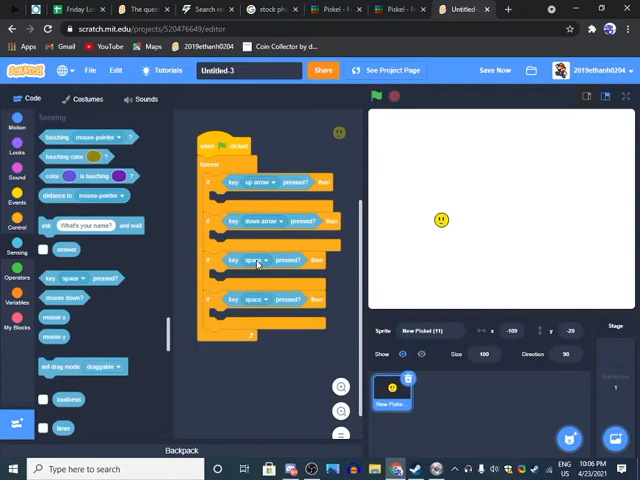 Friday Li
The ques
Search re
stock pho
Piskel - F
Piskel - F
Untitled
scratch.mit.edu/projects/520476649/editor
Apps
Gmail
YouTube
Maps
2019ethanh0204
Coin Collector by d...
SCRATCH
File
Edit
Tutorials
Untitled-3
Share
See Project Page
Save Now
2019ethanh0204
Code
Costumes
Sounds
Motion
Looks
Sound
Events
Control
Sensing
Operators
Variables
My Blocks
Sensing
touching mouse-pointer ?
touching color ?
color is touching ?
distance to mouse-pointer
ask What's your name? and wait
answer
key space pressed?
mouse down?
mouse x
mouse y
set drag mode draggable
loudness
timer
when clicked
forever
if key up arrow pressed? then
if key down arrow pressed? then
if key space pressed? then
if key space pressed? then
Sprite New Piskel (11) x -109 y -20
Show Size 100 Direction 90
New Piske...
Stage
Backdrops
1
Backpack
Type here to search
ENG
US
10:06 PM
4/23/2021